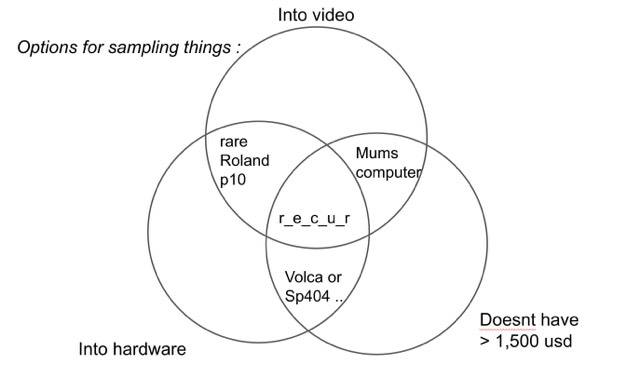 Into video
Options for sampling things :
rare
Roland
p10
Mums
computer
r_e_c_u_r
Volca or
Sp404 ..
Doesnt have
> 1,500 usd
Into hardware